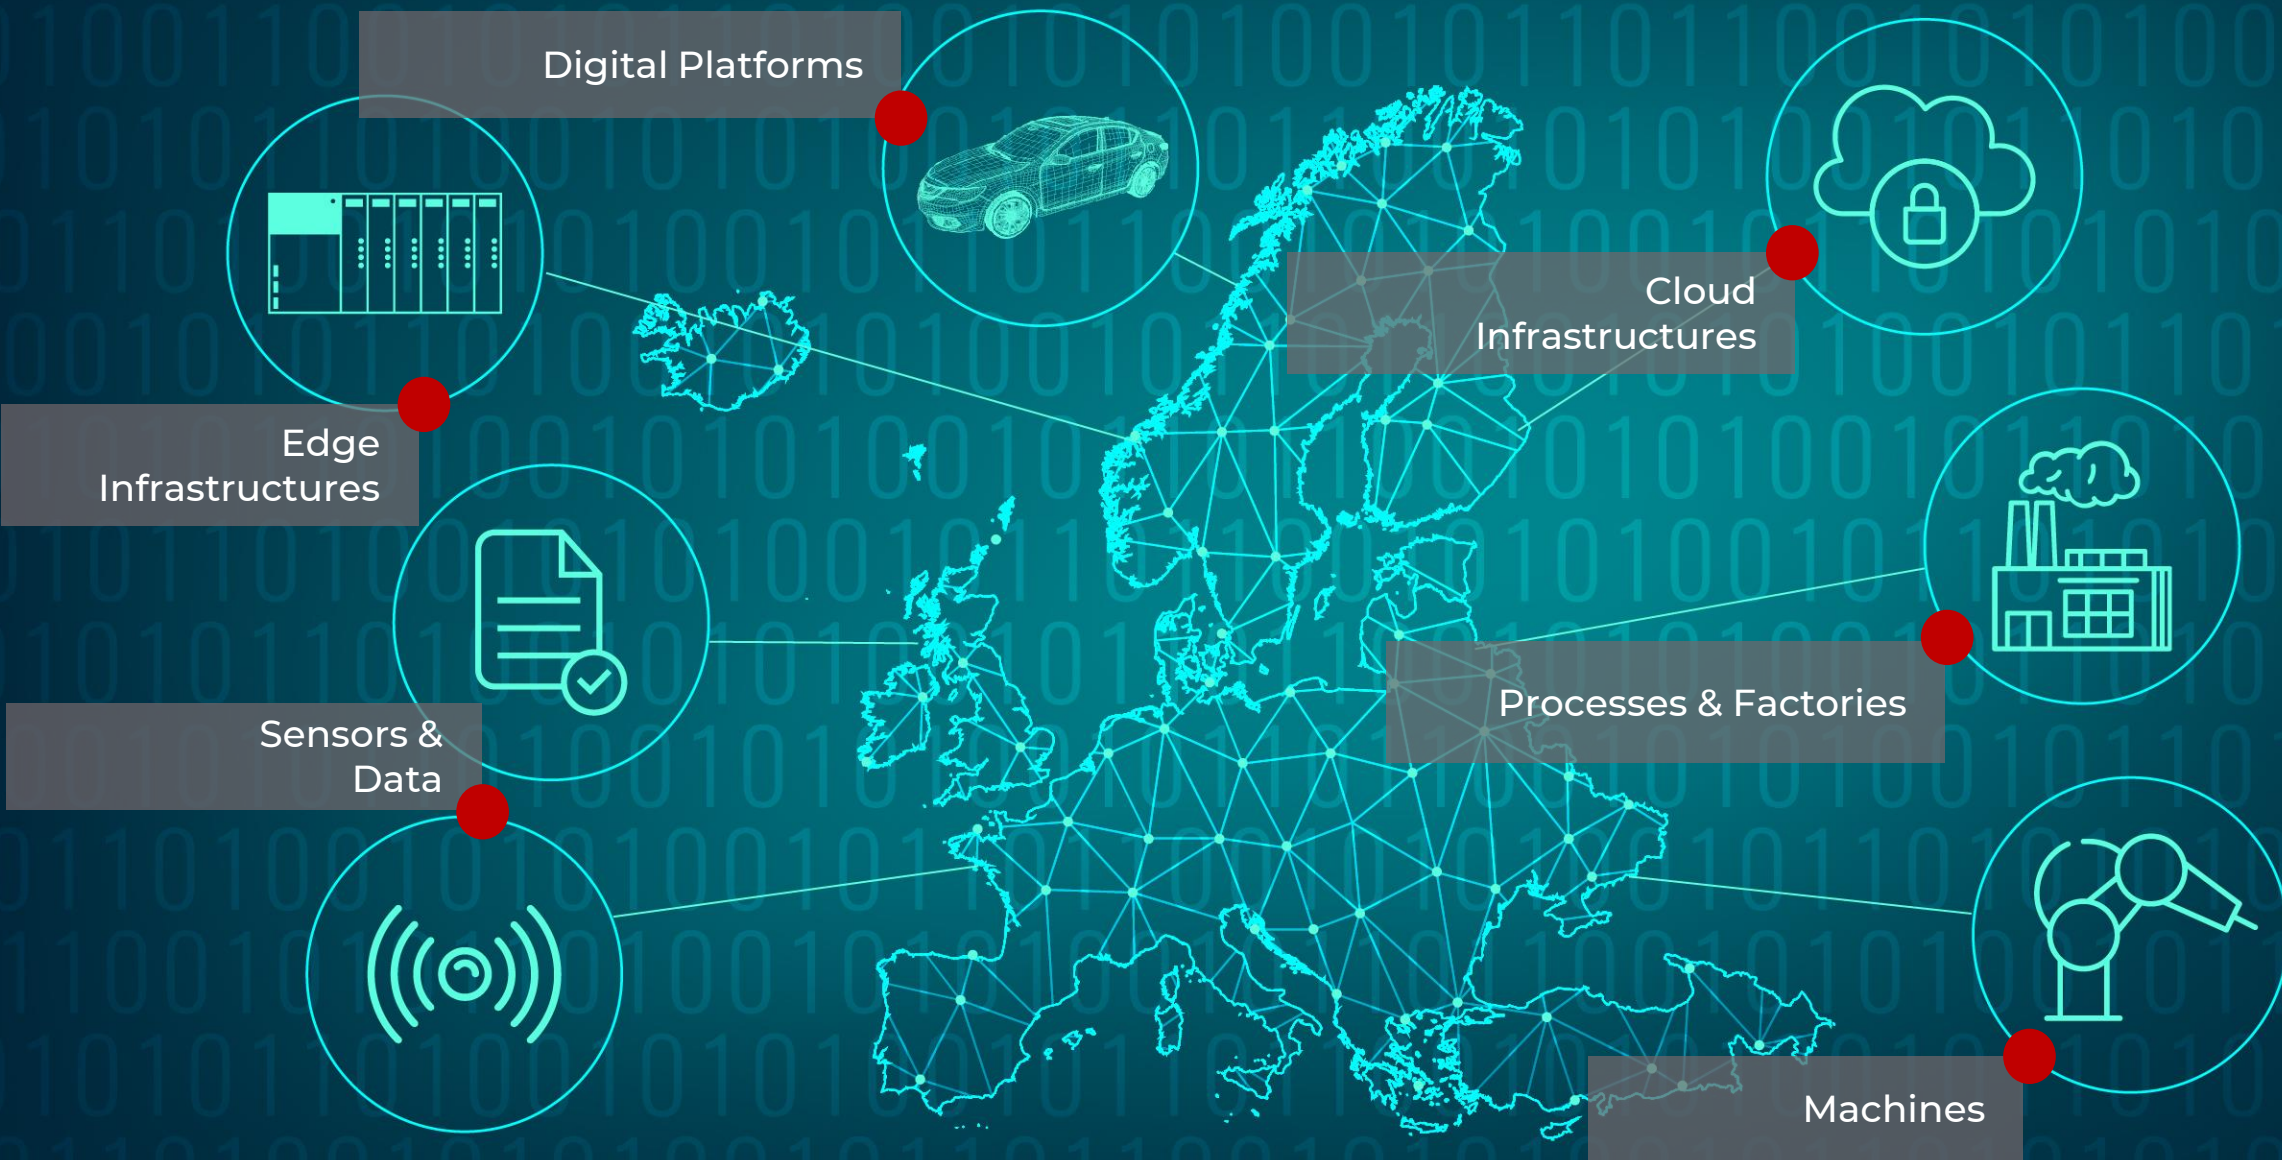 Digital Platforms
Cloud
Infrastructures
Edge
Infrastructures
Processes & Factories
Sensors &
Data
Machines